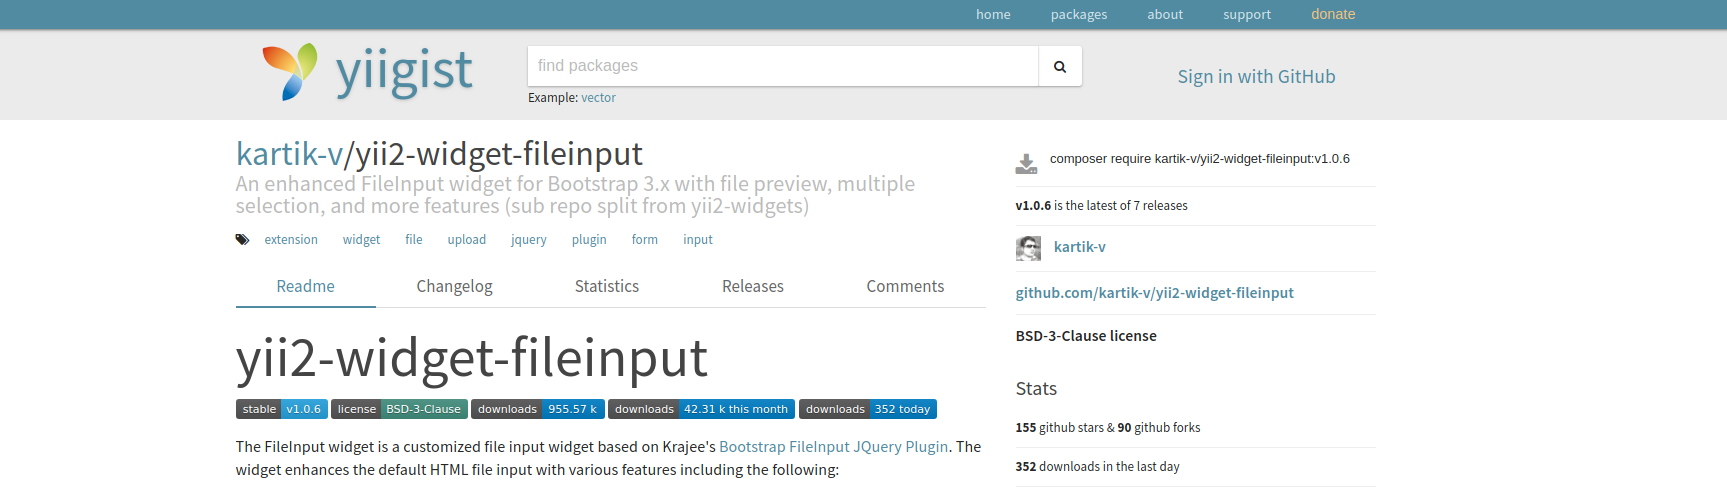 home packages about support donate
yiigist
find packages
Example: vector
Sign in with GitHub
kartik-v/yii2-widget-fileinput
An enhanced FileInput widget for Bootstrap 3.x with file preview, multiple
selection, and more features (sub repo split from yii2-widgets)
extension widget file upload jquery plugin form input
Readme Changelog Statistics Releases Comments
yii2-widget-fileinput
stable v1.0.6 license BSD-3-Clause downloads 955.57 k downloads 42.31 k this month downloads 352 today
The FileInput widget is a customized file input widget based on Krajee's Bootstrap FileInput JQuery Plugin. The
widget enhances the default HTML file input with various features including the following:
composer require kartik-v/yii2-widget-fileinput:v1.0.6
v1.0.6 is the latest of 7 releases
kartik-v
github.com/kartik-v/yii2-widget-fileinput
BSD-3-Clause license
Stats
155 github stars & 90 github forks
352 downloads in the last day